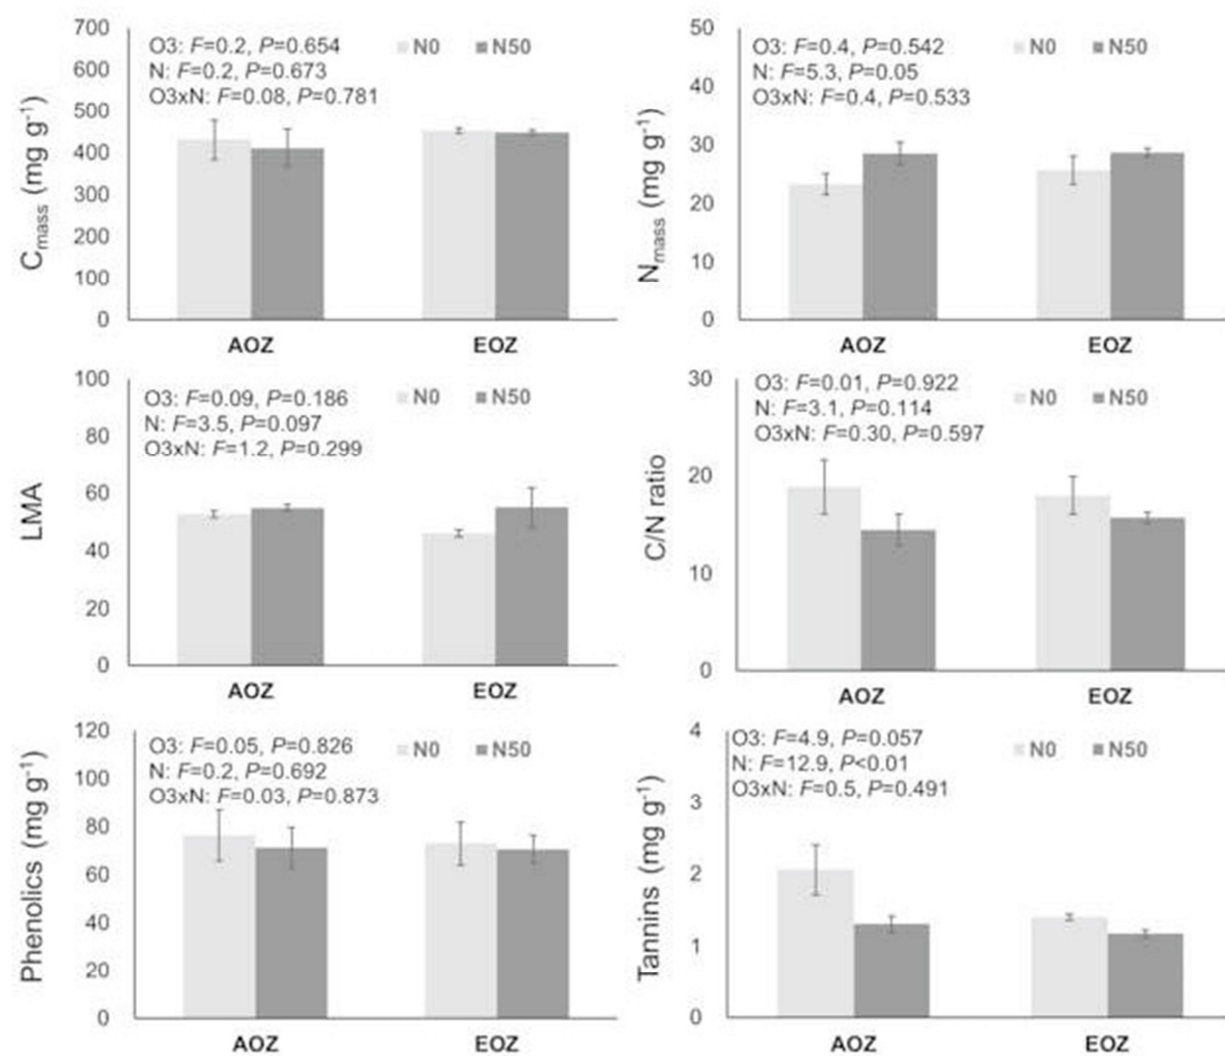 C_mass (mg g⁻¹)
700
600
500
400
300
200
100
0
O3: F=0.2, P=0.654
N: F=0.2, P=0.673
O3xN: F=0.08, P=0.781
N0 N50
AOZ EOZ
N_mass (mg g⁻¹)
50
40
30
20
10
0
O3: F=0.4, P=0.542
N: F=5.3, P=0.05
O3xN: F=0.4, P=0.533
N0 N50
AOZ EOZ
LMA
100
80
60
40
20
0
O3: F=0.09, P=0.186
N: F=3.5, P=0.097
O3xN: F=1.2, P=0.299
N0 N50
AOZ EOZ
C/N ratio
30
20
10
0
O3: F=0.01, P=0.922
N: F=3.1, P=0.114
O3xN: F=0.30, P=0.597
N0 N50
AOZ EOZ
Phenolics (mg g⁻¹)
120
100
80
60
40
20
0
O3: F=0.05, P=0.826
N: F=0.2, P=0.692
O3xN: F=0.03, P=0.873
N0 N50
AOZ EOZ
Tannins (mg g⁻¹)
4
3
2
1
0
O3: F=4.9, P=0.057
N: F=12.9, P<0.01
O3xN: F=0.5, P=0.491
N0 N50
AOZ EOZ